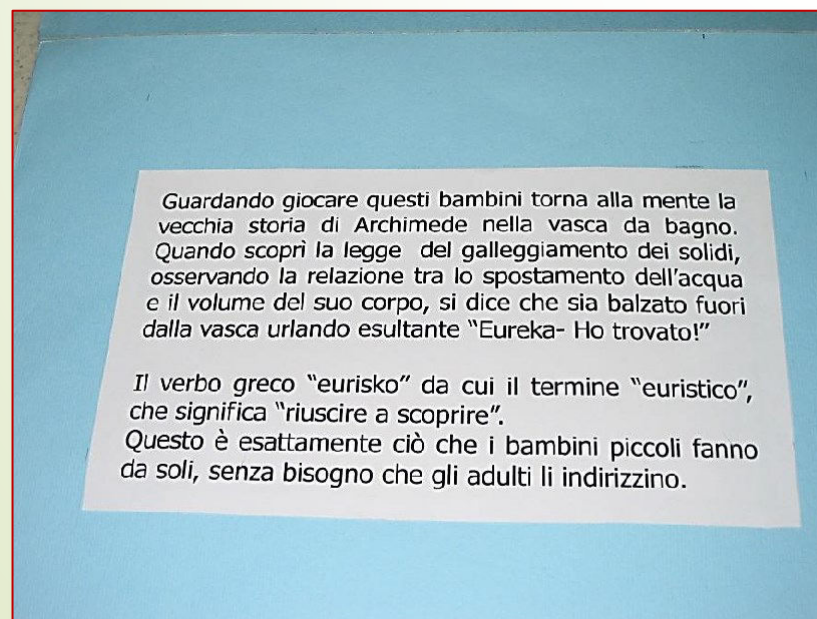 Guardando giocare questi bambini torna alla mente la
vecchia storia di Archimede nella vasca da bagno.
Quando scoprì la legge del galleggiamento dei solidi,
osservando la relazione tra lo spostamento dell'acqua
e il volume del suo corpo, si dice che sia balzato fuori
dalla vasca urlando esultante "Eureka- Ho trovato!"
Il verbo greco "eurisko" da cui il termine "euristico",
che significa "riuscire a scoprire".
Questo è esattamente ciò che i bambini piccoli fanno
da soli, senza bisogno che gli adulti li indirizzino.